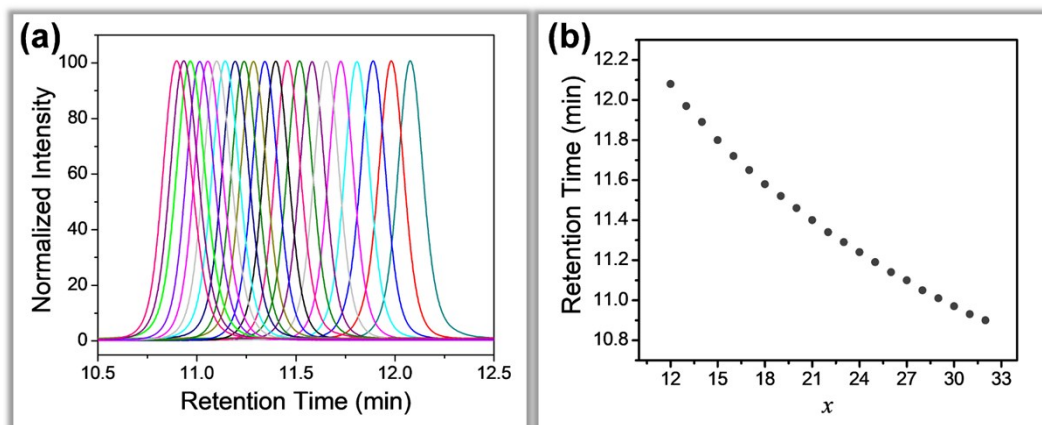 (a)
Normalized Intensity
100
80
60
40
20
0
10.5 11.0 11.5 12.0 12.5
Retention Time (min)
(b)
Retention Time (min)
12.2
12.0
11.8
11.6
11.4
11.2
11.0
10.8
12 15 18 21 24 27 30 33
x